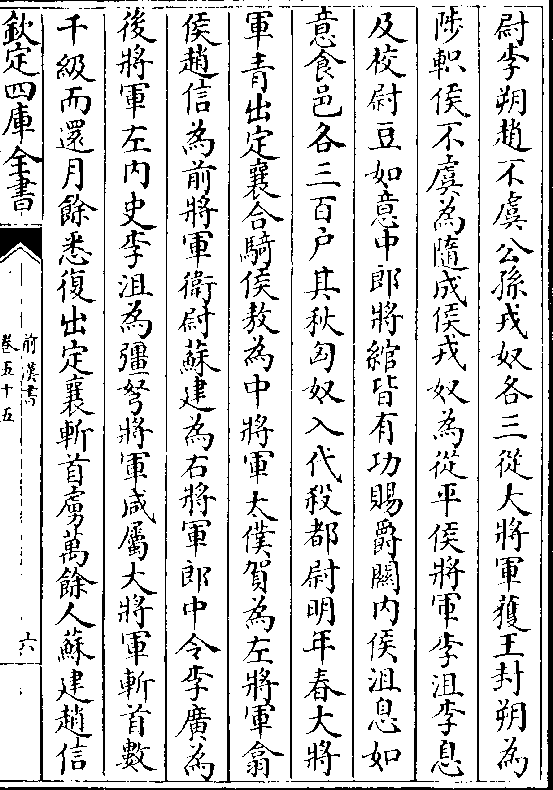 尉李朔趙不虞公孫戎奴各三從大將軍獲王封朔為
陟軹侯不虞為隨成侯戎奴為從平侯將軍李沮李息
及校尉豆如意中郎將綰皆有功賜爵關內侯沮息如
意食邑各三百户其秋匈奴入代殺都尉明年春大將
軍青出定襄合騎侯敖為中將軍太僕賀為左將軍翕
侯趙信為前將軍衛尉蘇建為右將軍郎中令李廣為
後將軍左內史李沮為彊弩將軍咸屬大將軍斬首數
千級而還月餘悉復出定襄斬首虜萬餘人蘇建趙信
欽定四庫全書
前漢書
卷五十五
六